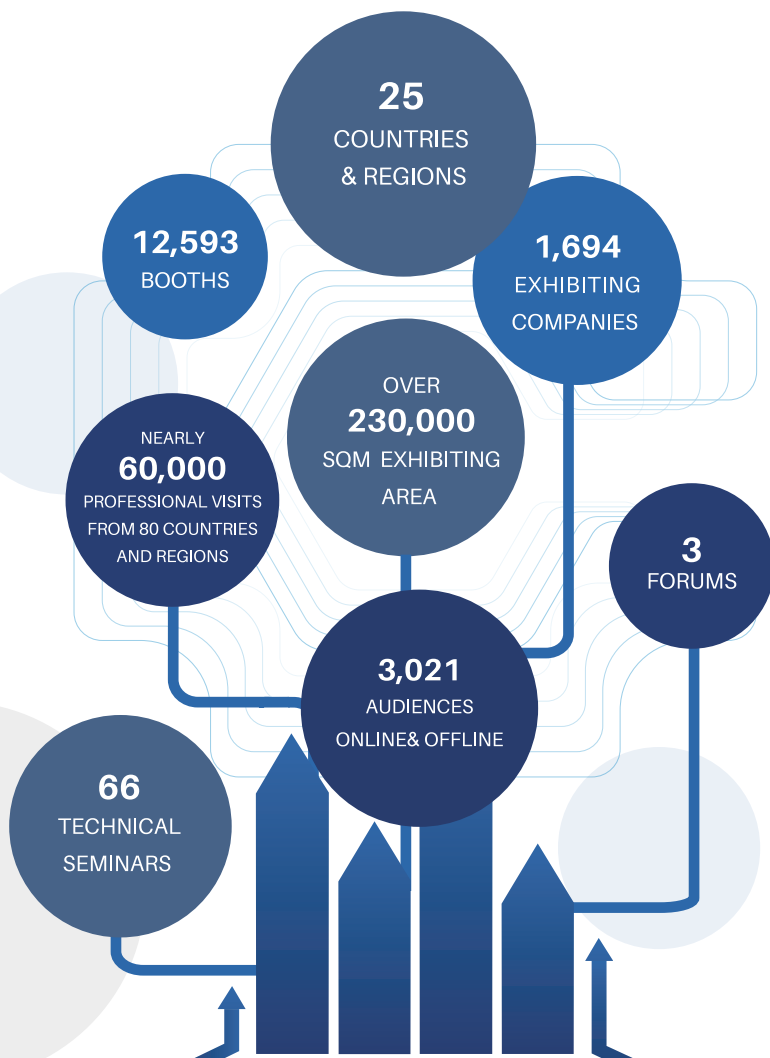 25
COUNTRIES
& REGIONS
12,593
BOOTHS
1,694
EXHIBITING
COMPANIES
OVER
230,000
SQM EXHIBITING
AREA
NEARLY
60,000
PROFESSIONAL VISITS
FROM 80 COUNTRIES
AND REGIONS
3
FORUMS
3,021
AUDIENCES
ONLINE& OFFLINE
66
TECHNICAL
SEMINARS